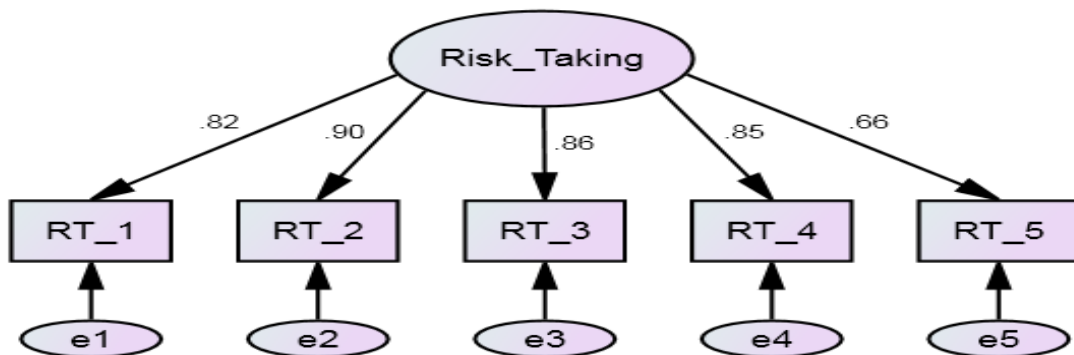 Risk_Taking
.82
.90
.86
.85
.66
RT_1
RT_2
RT_3
RT_4
RT_5
e1
e2
e3
e4
e5